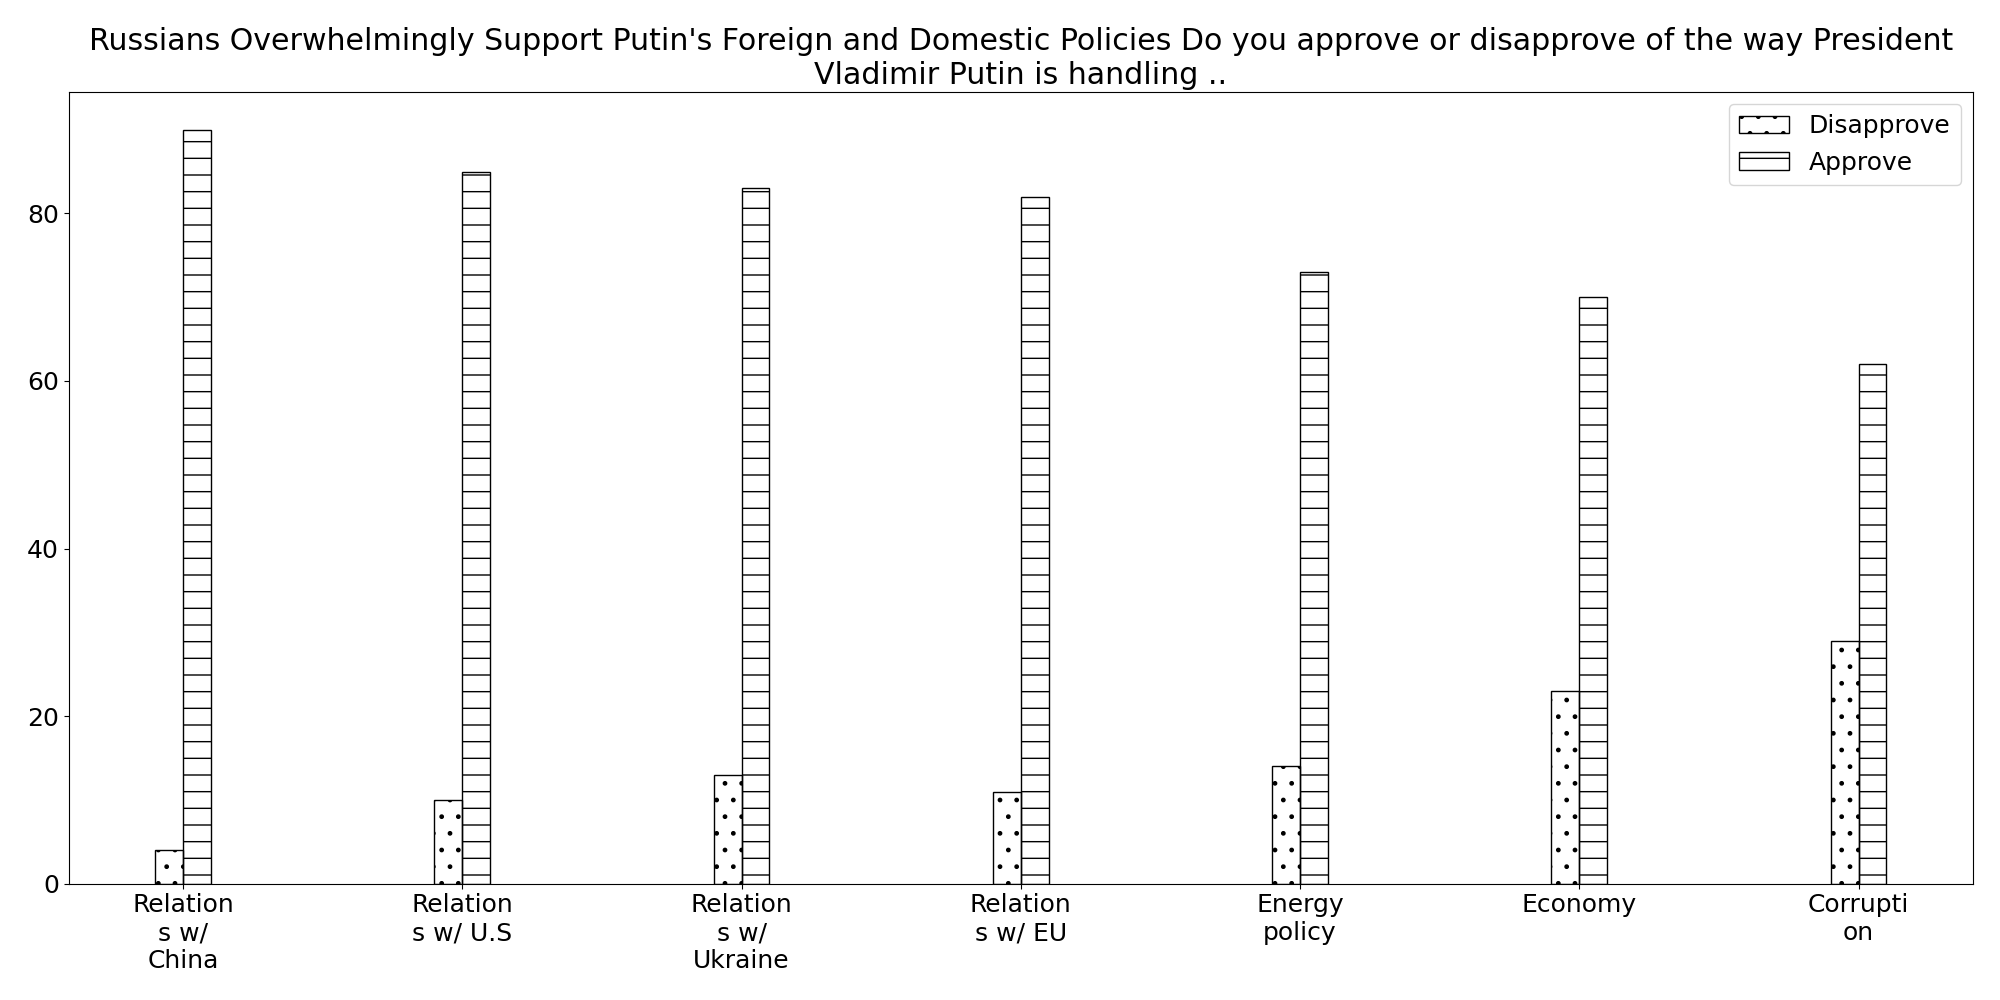 Russians Overwhelmingly Support Putin's Foreign and Domestic Policies Do you approve or disapprove of the way President
Vladimir Putin is handling ..
Disapprove
Approve
80
60
40
20
0
Relation
s w/
China
Relation
s w/ U.S
Relation
s w/
Ukraine
Relation
s w/ EU
Energy
policy
Economy
Corrupti
on